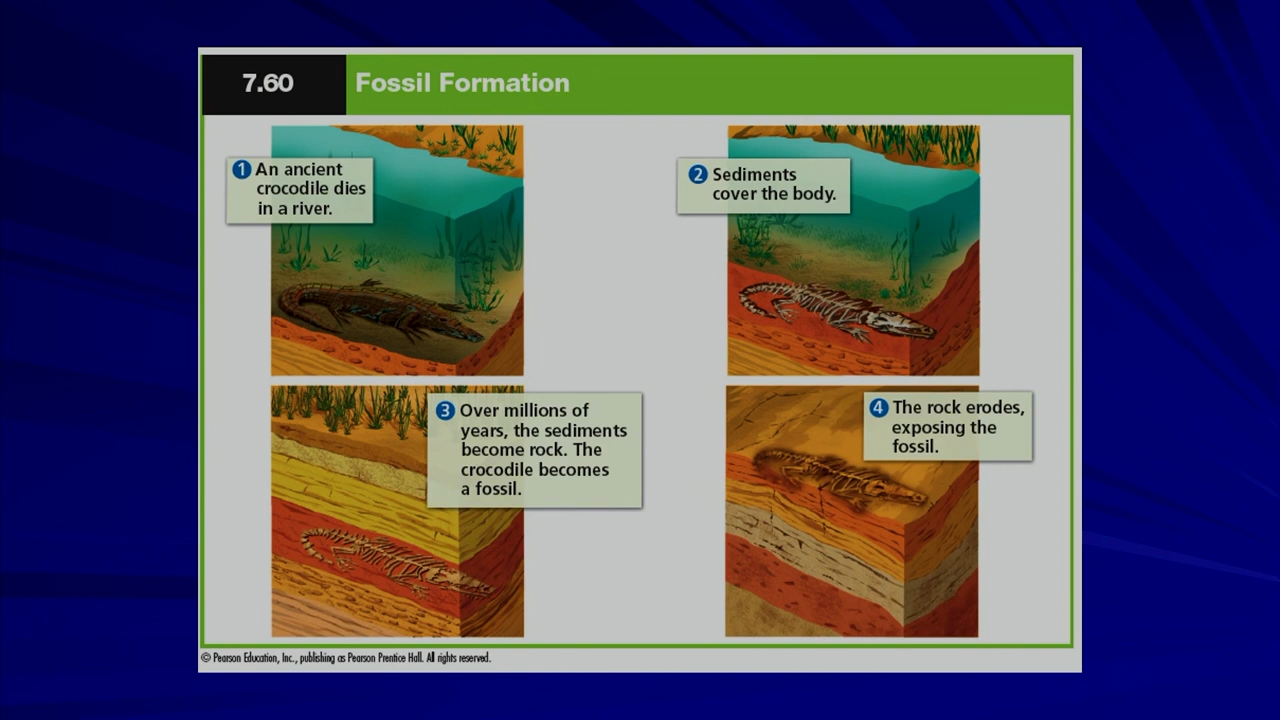 7.60 Fossil Formation
1 An ancient
crocodile dies
in a river.
2 Sediments
cover the body.
3 Over millions of
years, the sediments
become rock. The
crocodile becomes
a fossil.
4 The rock erodes,
exposing the
fossil.
© Pearson Education, Inc., publishing as Pearson Prentice Hall. All rights reserved.